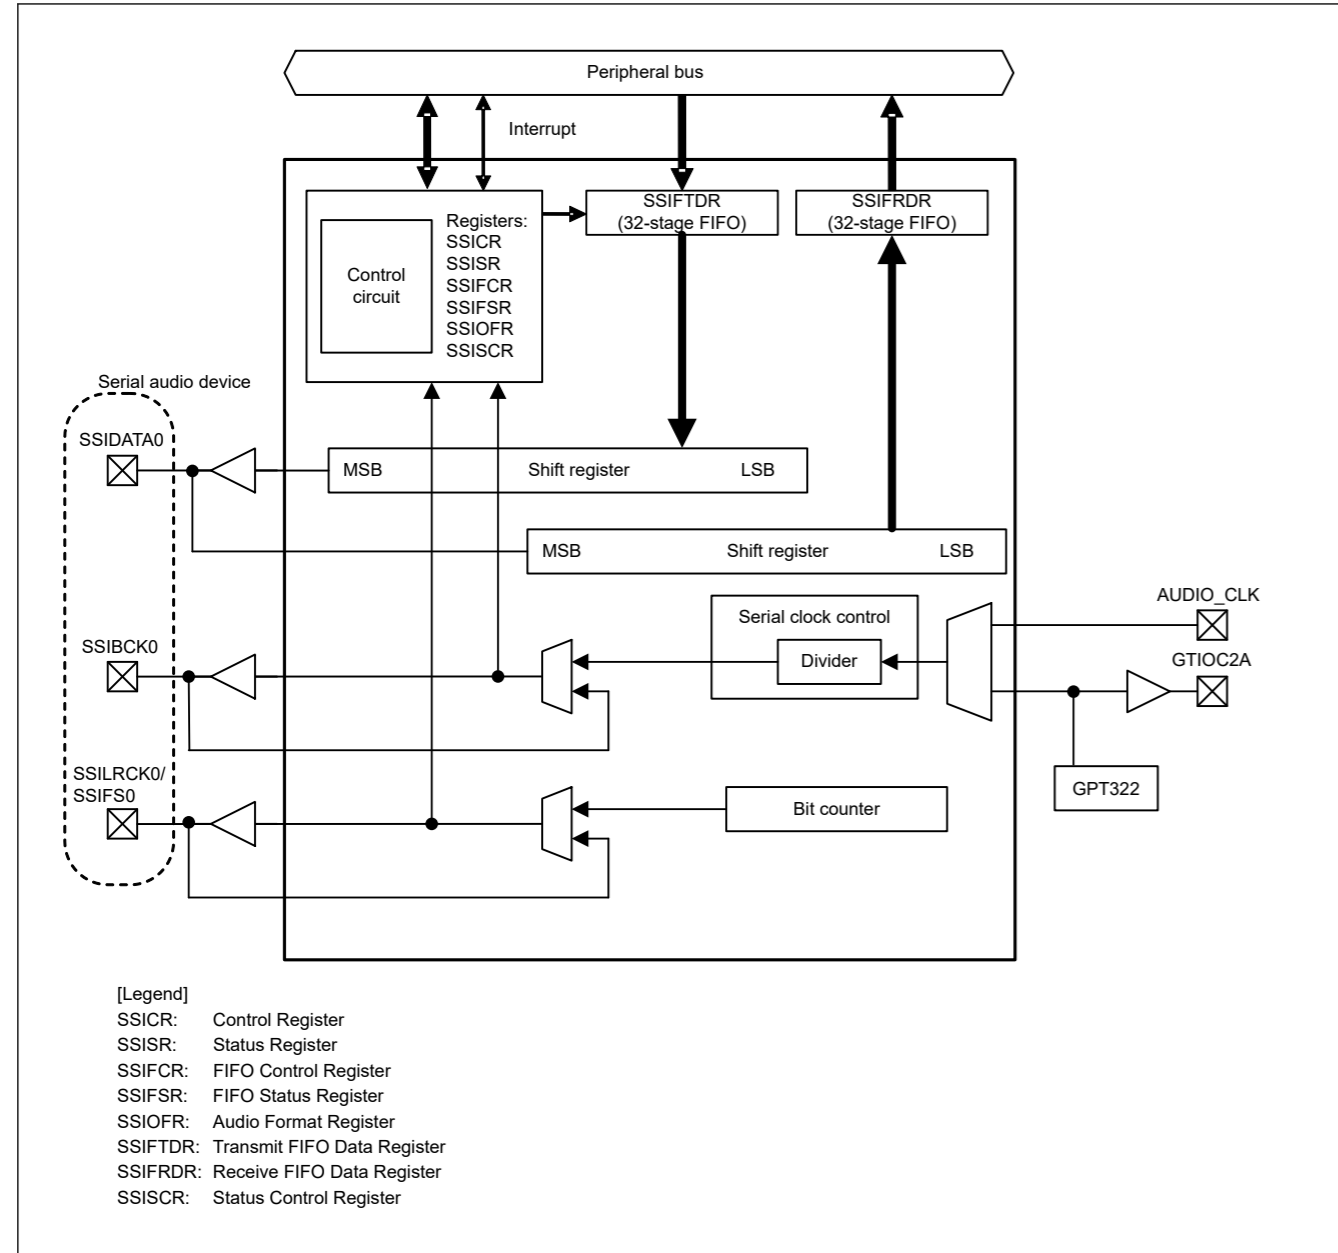 Peripheral bus
Interrupt
SSIFTDR
(32-stage FIFO)
SSIFRDR
(32-stage FIFO)
Control
circuit
Registers:
SSICR
SSISR
SSIFCR
SSIFSR
SSIOFR
SSISCR
Serial audio device
SSIDATA0
MSB Shift register LSB
MSB Shift register LSB
SSIBCK0
Serial clock control
Divider
AUDIO_CLK
GTIOC2A
GPT322
SSILRCK0/
SSIFS0
Bit counter
[Legend]
SSICR: Control Register
SSISR: Status Register
SSIFCR: FIFO Control Register
SSIFSR: FIFO Status Register
SSIOFR: Audio Format Register
SSIFTDR: Transmit FIFO Data Register
SSIFRDR: Receive FIFO Data Register
SSISCR: Status Control Register